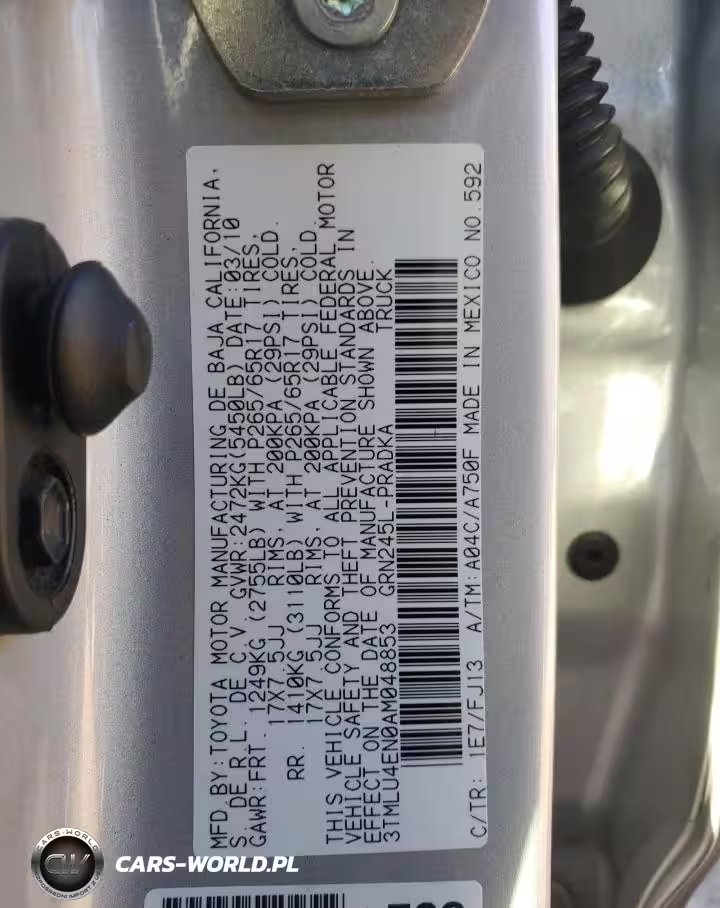 MFD.BY:TOYOTA MOTOR MANUFACTURING DE BAJA CALIFORNIA,
S. DE R.L. DE C.V. GVWR:2472KG(5450LB) DATE:03/10
GAWR:FRT. 1249KG (2755LB) WITH P265/65R17 TIRES,
17X7.5JJ RIMS, AT 200KPA (29PSI) COLD.
RR. 1410KG (3110LB) WITH P265/65R17 TIRES,
17X7.5JJ RIMS, AT 200KPA (29PSI) COLD.
THIS VEHICLE CONFORMS TO ALL APPLICABLE FEDERAL MOTOR
VEHICLE SAFETY AND THEFT PREVENTION STANDARDS IN
EFFECT ON THE DATE OF MANUFACTURE SHOWN ABOVE.
3TMLU4EN0AM048853 GRN245L-PRADKA TRUCK
C/TR: 1E7/FJ13 A/TM:A04C/A750F MADE IN MEXICO NO.592
CARS-WORLD
CW
CARS-WORLD.PL